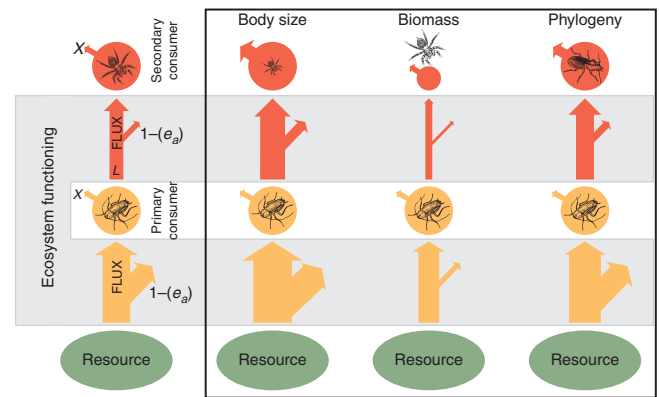 Body size
Biomass
Phylogeny
X
Secondary
consumer
Ecosystem functioning
FLUX
L
1–(eₐ)
X
Primary
consumer
FLUX
1–(eₐ)
Resource
Resource
Resource
Resource